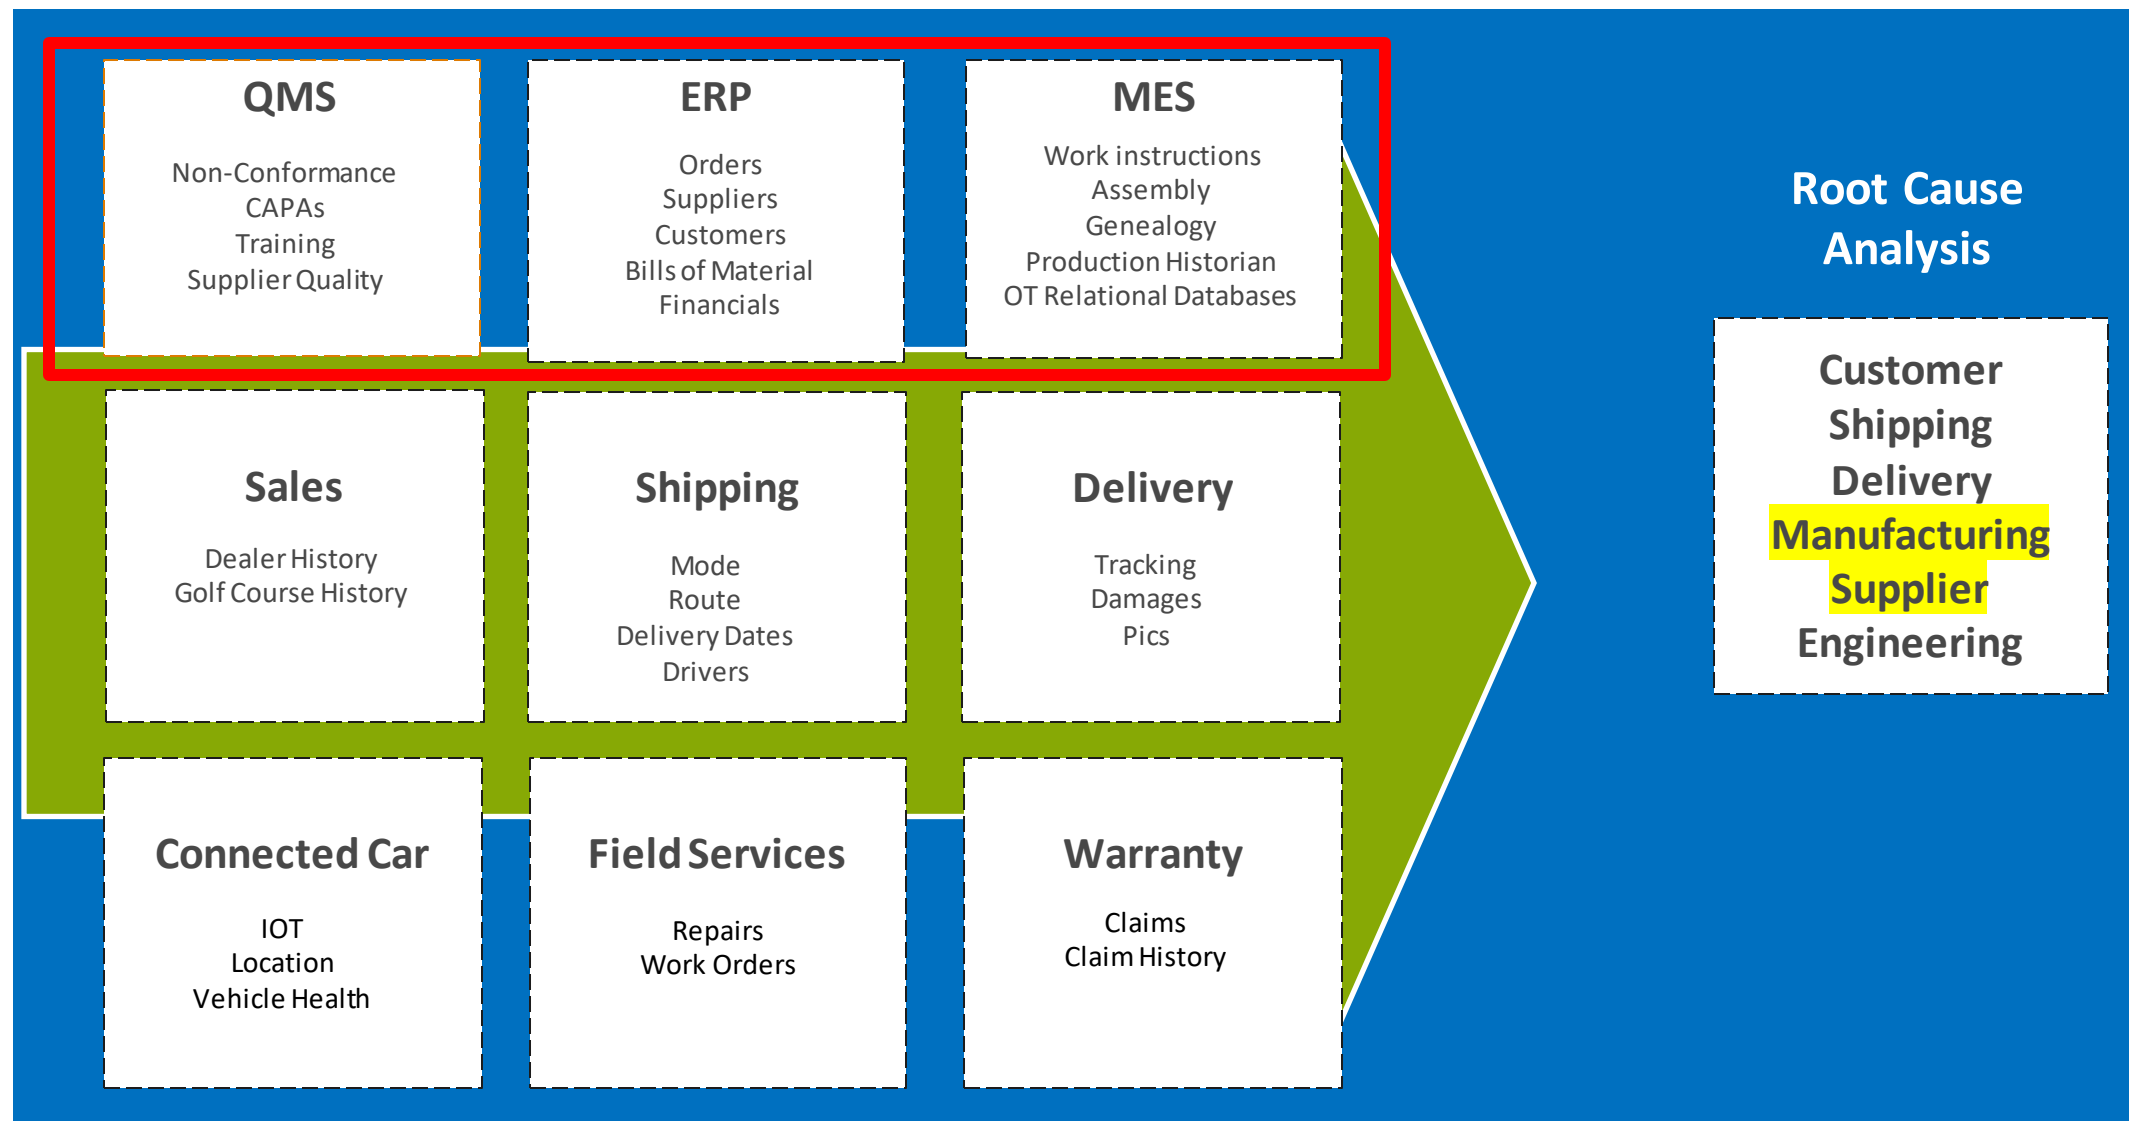 QMS
Non-Conformance
CAPAs
Training
Supplier Quality
ERP
Orders
Suppliers
Customers
Bills of Material
Financials
MES
Work instructions
Assembly
Genealogy
Production Historian
OT Relational Databases
Sales
Dealer History
Golf Course History
Shipping
Mode
Route
Delivery Dates
Drivers
Delivery
Tracking
Damages
Pics
Connected Car
IOT
Location
Vehicle Health
Field Services
Repairs
Work Orders
Warranty
Claims
Claim History
Root Cause
Analysis
Customer
Shipping
Delivery
Manufacturing
Supplier
Engineering